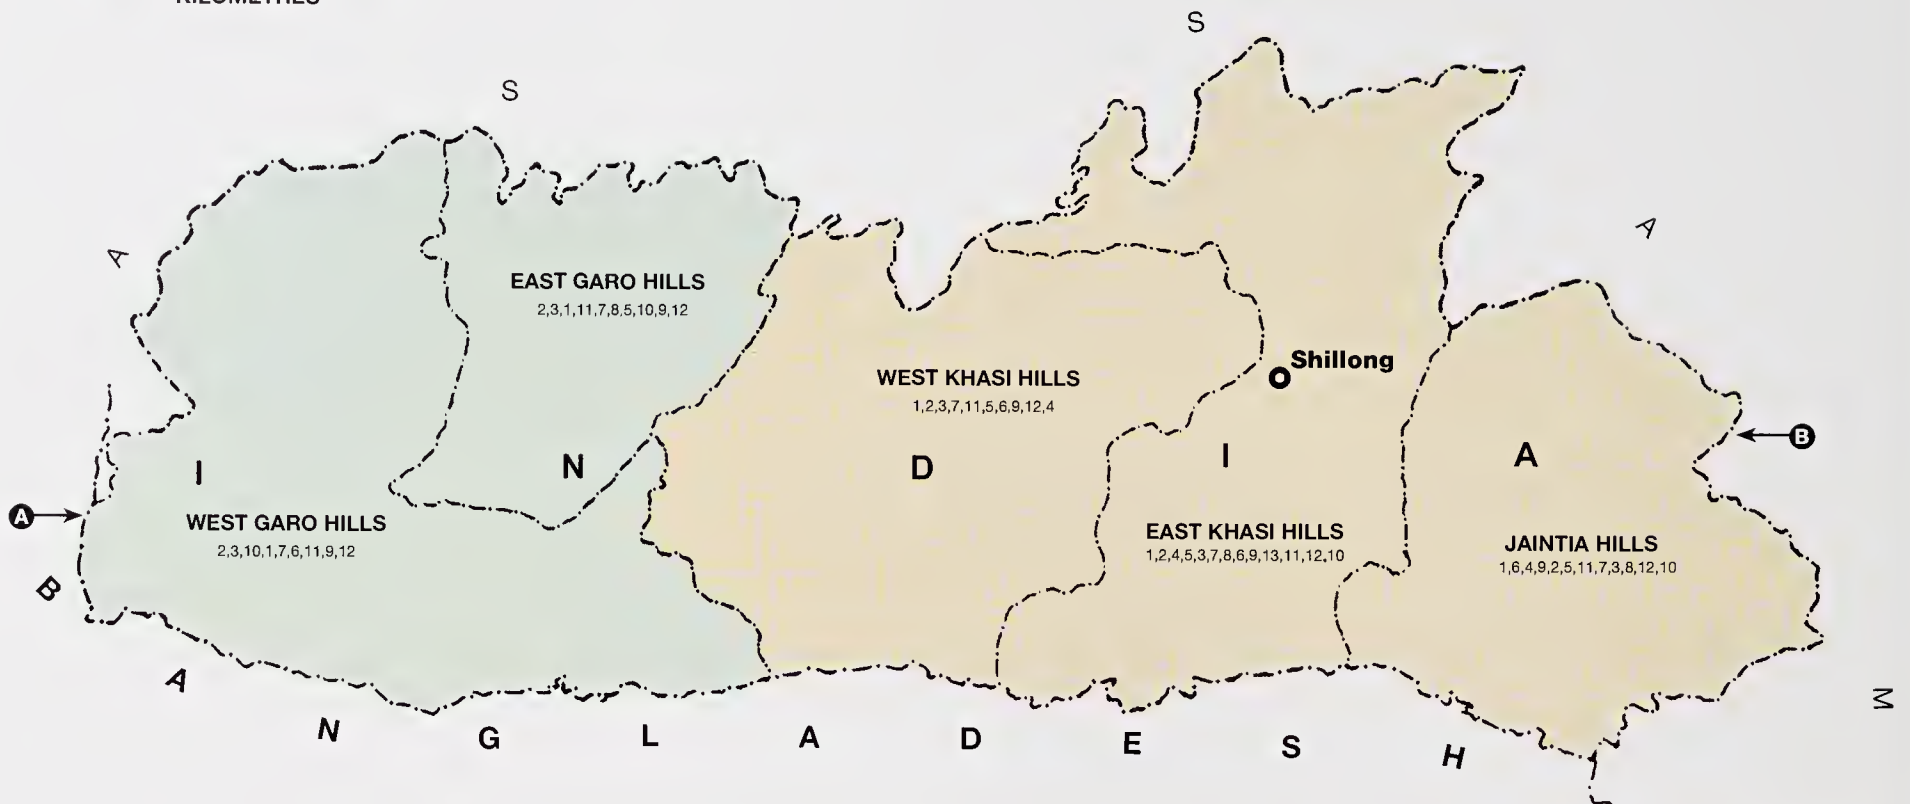 KILOMETRES
S
S
A
A
EAST GARO HILLS
2,3,1,11,7,8,5,10,9,12
Shillong
WEST KHASI HILLS
1,2,3,7,11,5,6,9,12,4
I N D I A
B
A
WEST GARO HILLS
2,3,10,1,7,6,11,9,12
EAST KHASI HILLS
1,2,4,5,3,7,8,6,9,13,11,12,10
JAINTIA HILLS
1,6,4,9,2,5,11,7,3,8,12,10
M
B A N G L A D E S H